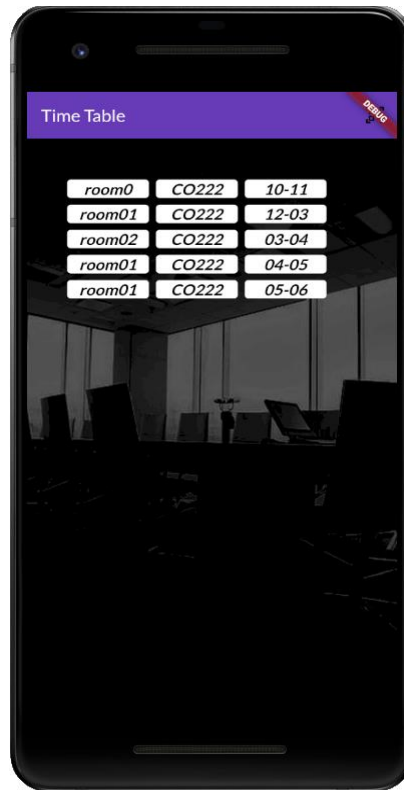 Time Table
DEBUG
room0 CO222 10-11
room01 CO222 12-03
room02 CO222 03-04
room01 CO222 04-05
room01 CO222 05-06